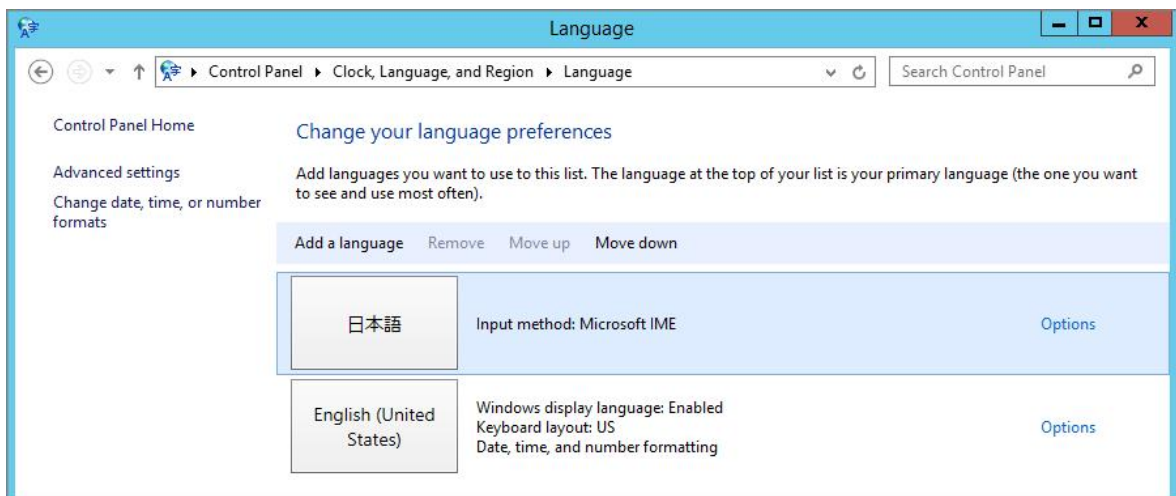 Language
Control Panel ▸ Clock, Language, and Region ▸ Language
Search Control Panel
Control Panel Home
Advanced settings
Change date, time, or number
formats
Change your language preferences
Add languages you want to use to this list. The language at the top of your list is your primary language (the one you want
to see and use most often).
Add a language Remove Move up Move down
日本語
Input method: Microsoft IME
Options
English (United
States)
Windows display language: Enabled
Keyboard layout: US
Date, time, and number formatting
Options